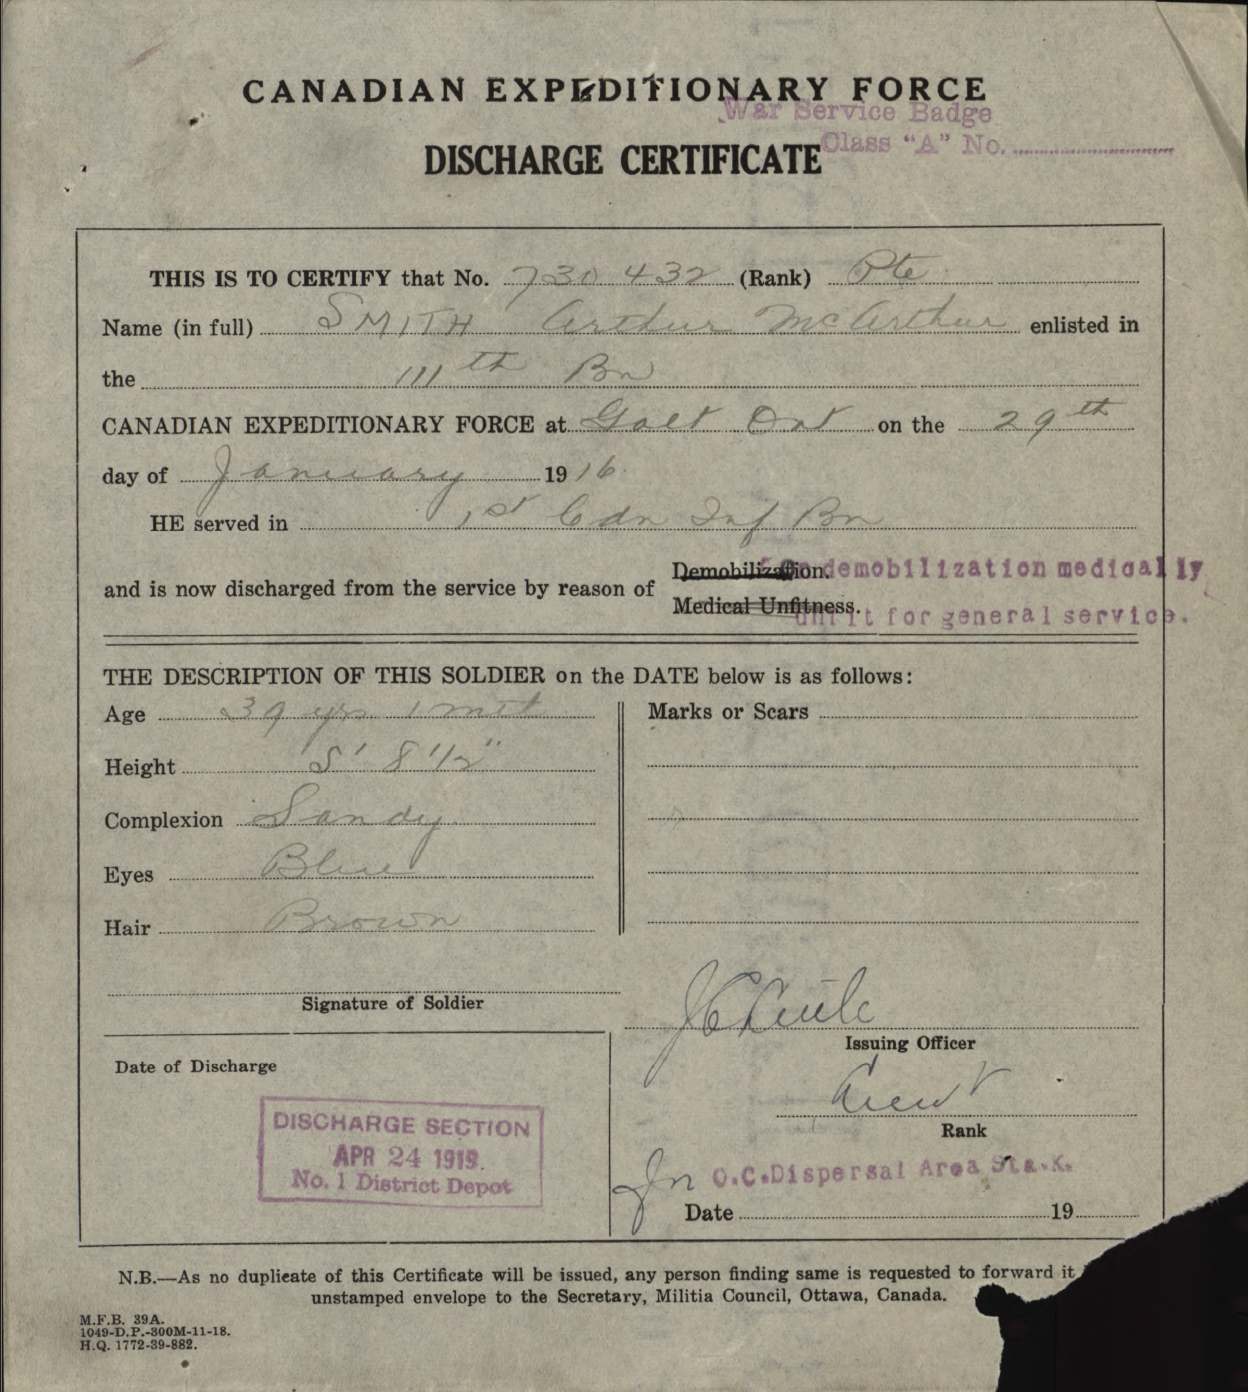 CANADIAN EXPEDITIONARY FORCE
War Service Badge
Class "A" No.
DISCHARGE CERTIFICATE
THIS IS TO CERTIFY that No. 730 432 (Rank) Pte
Name (in full) SMITH Arthur McArthur enlisted in
the 111th Bn
CANADIAN EXPEDITIONARY FORCE at Galt Ont on the 29th
day of January 1916
HE served in 1st Cdn Inf Bn
and is now discharged from the service by reason of
Demobilization. On demobilization medically
Medical Unfitness. unfit for general service.
THE DESCRIPTION OF THIS SOLDIER on the DATE below is as follows:
Age 39 yrs 1 mth
Height 5' 8 1/2"
Complexion Sandy
Eyes Blue
Hair Brown
Marks or Scars
Signature of Soldier
Issuing Officer
Lieut
Rank
Date of Discharge
DISCHARGE SECTION
APR 24 1919
No. 1 District Depot
O.C. Dispersal Area Sta. K.
Date 19
N.B.—As no duplicate of this Certificate will be issued, any person finding same is requested to forward it
unstamped envelope to the Secretary, Militia Council, Ottawa, Canada.
M.F.B. 39A.
1049-D.P.-300M-11-18.
H.Q. 1772-39-882.